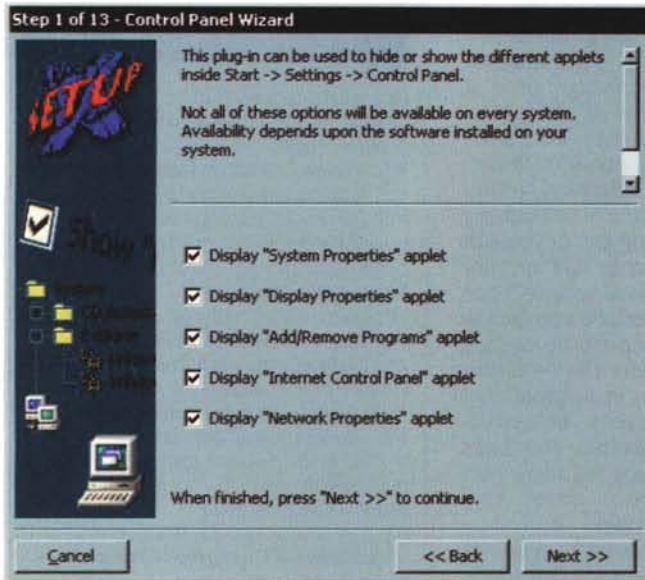 Step 1 of 13 - Control Panel Wizard
This plug-in can be used to hide or show the different applets
inside Start -> Settings -> Control Panel.
Not all of these options will be available on every system.
Availability depends upon the software installed on your
system.
SETUP
X
Show
Display "System Properties" applet
Display "Display Properties" applet
Display "Add/Remove Programs" applet
Display "Internet Control Panel" applet
Display "Network Properties" applet
When finished, press "Next >>" to continue.
Cancel
<< Back
Next >>